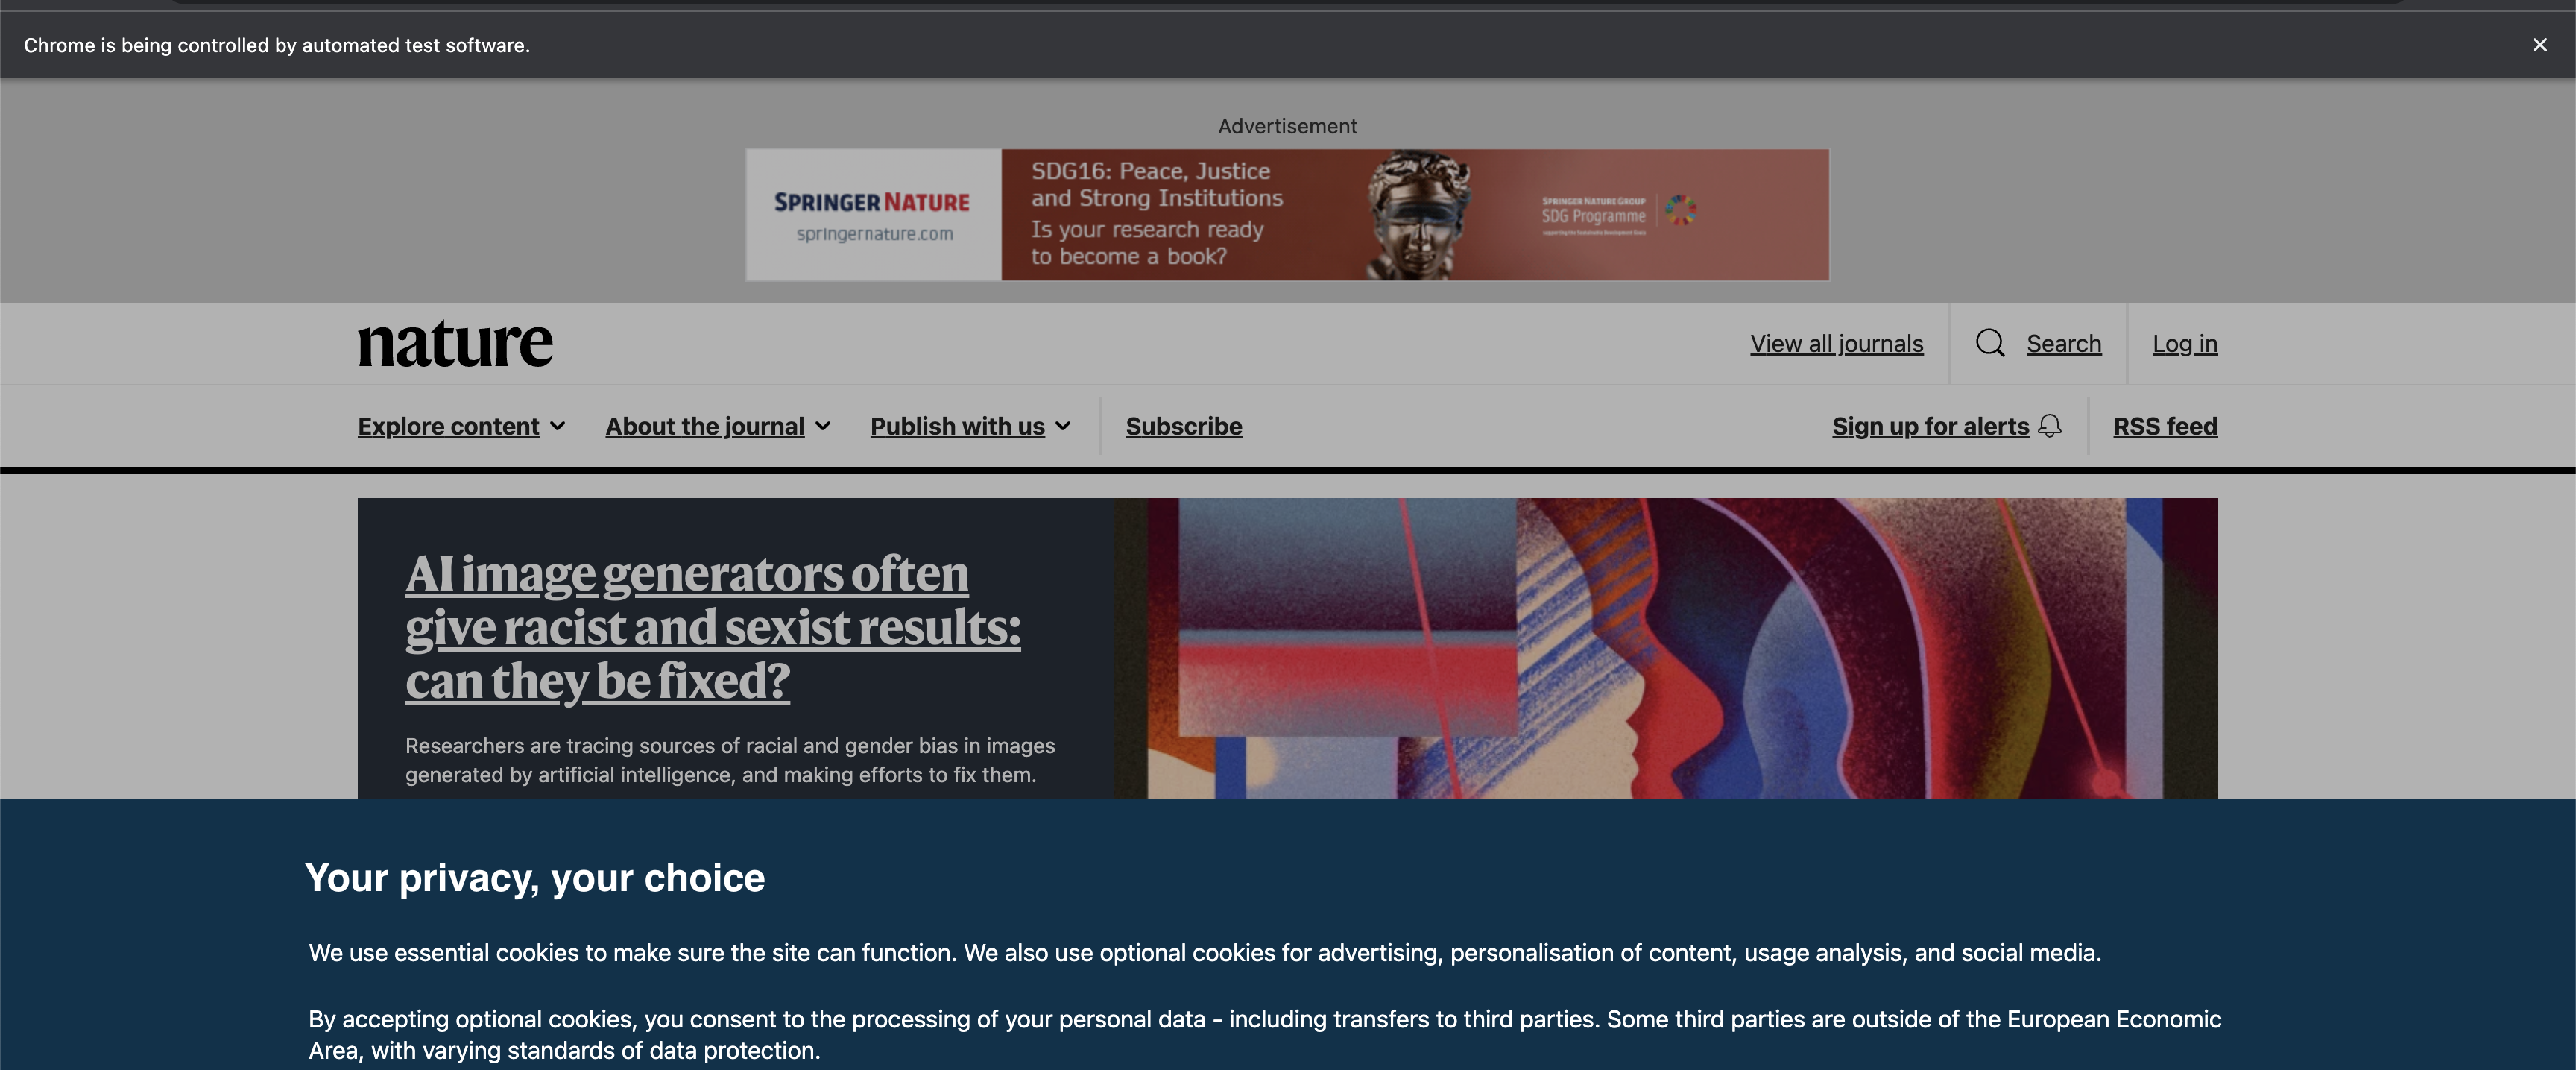 Chrome is being controlled by automated test software.
Advertisement
SPRINGER NATURE
springernature.com
SDG16: Peace, Justice
and Strong Institutions
Is your research ready
to become a book?
SPRINGER NATURE GROUP
SDG Programme
supporting the Sustainable Development Goals
nature
View all journals
Search
Log in
Explore content
About the journal
Publish with us
Subscribe
Sign up for alerts
RSS feed
AI image generators often
give racist and sexist results:
can they be fixed?
Researchers are tracing sources of racial and gender bias in images
generated by artificial intelligence, and making efforts to fix them.
Your privacy, your choice
We use essential cookies to make sure the site can function. We also use optional cookies for advertising, personalisation of content, usage analysis, and social media.
By accepting optional cookies, you consent to the processing of your personal data - including transfers to third parties. Some third parties are outside of the European Economic
Area, with varying standards of data protection.